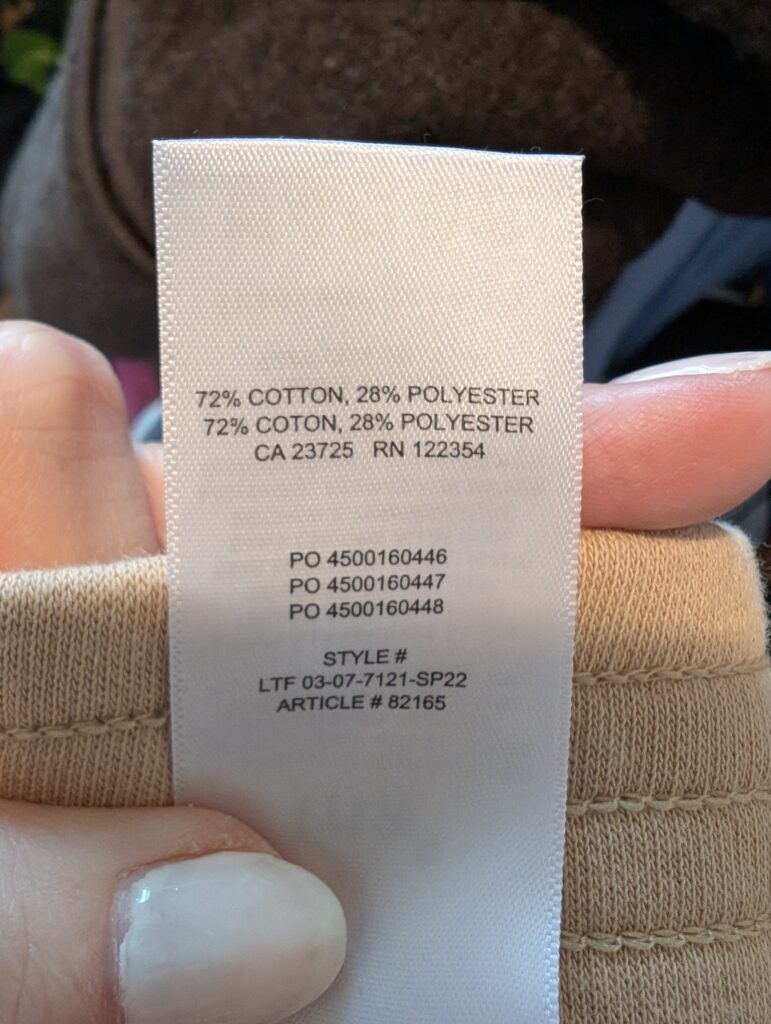 72% COTTON, 28% POLYESTER
72% COTON, 28% POLYESTER
CA 23725 RN 122354
PO 4500160446
PO 4500160447
PO 4500160448
STYLE #
LTF 03-07-7121-SP22
ARTICLE # 82165